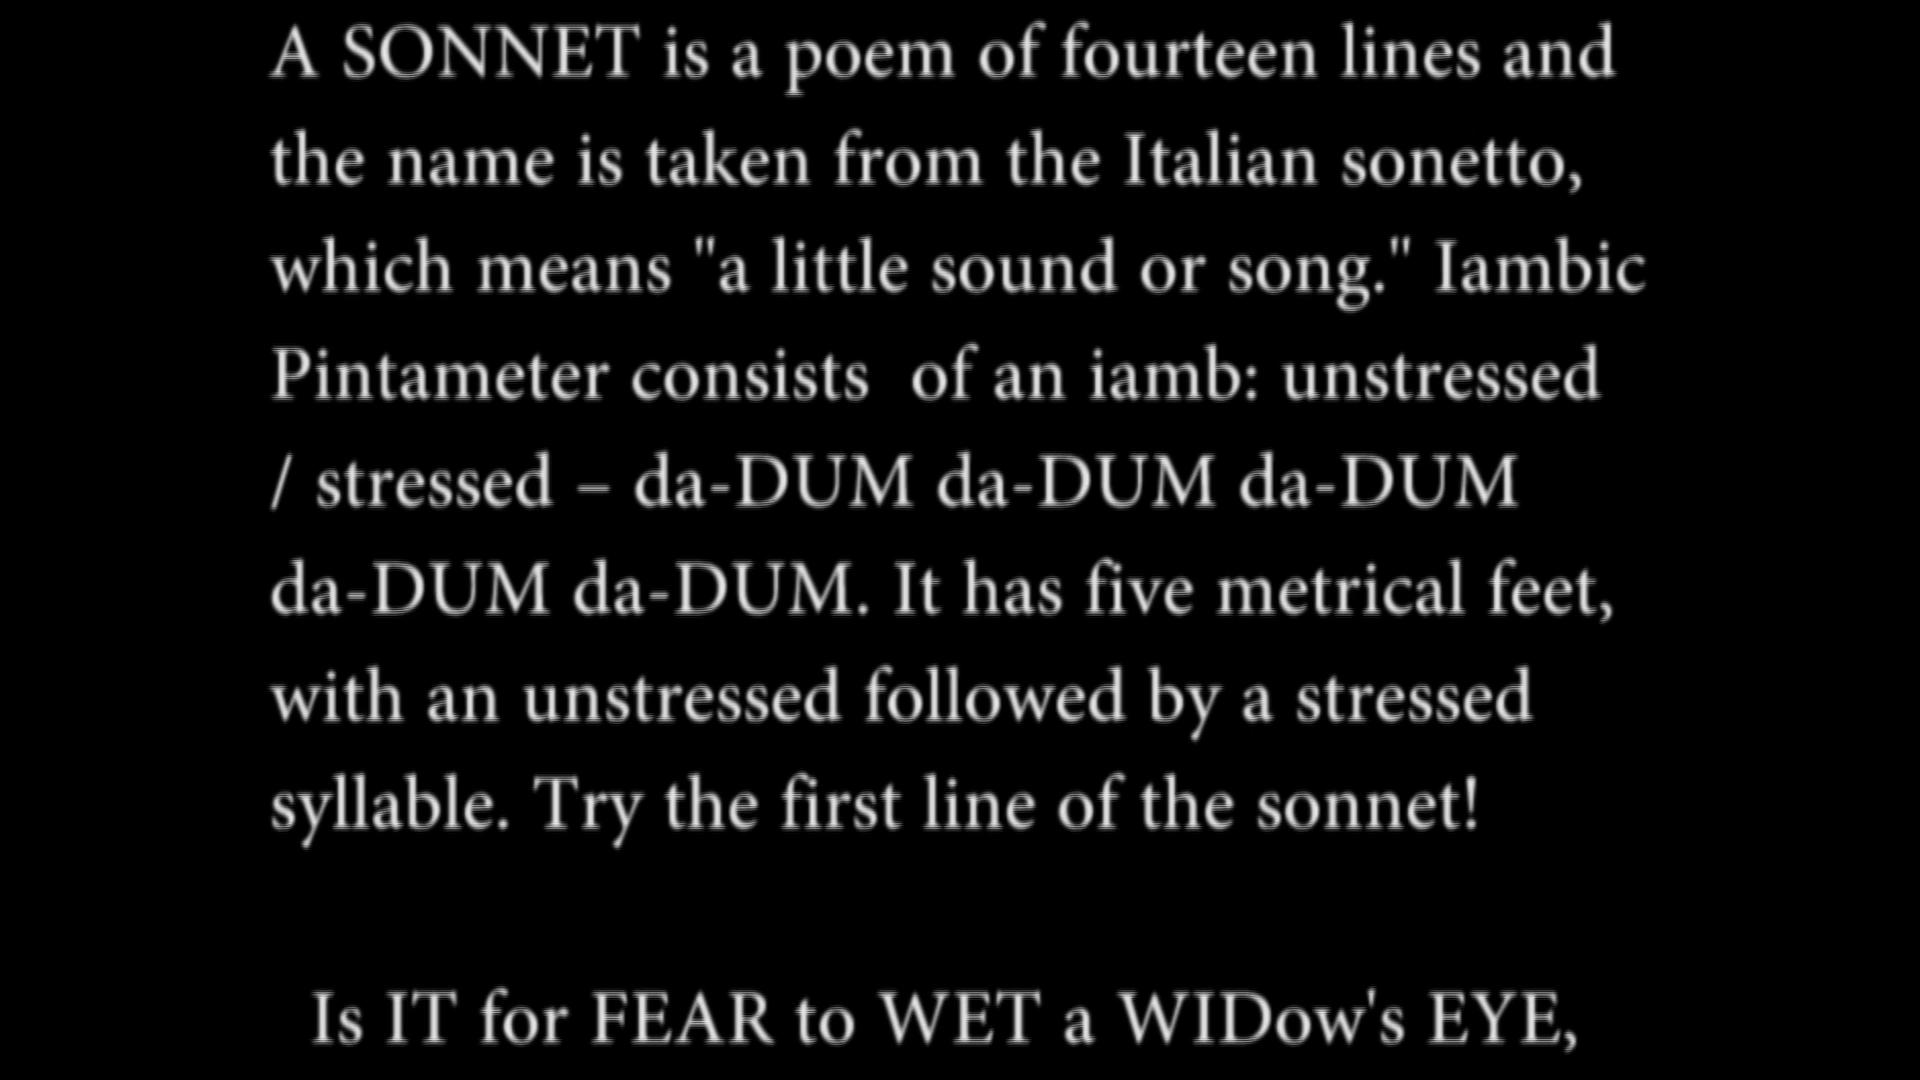 A SONNET is a poem of fourteen lines and
the name is taken from the Italian sonetto,
which means "a little sound or song." Iambic
Pintameter consists  of an iamb: unstressed
/ stressed – da-DUM da-DUM da-DUM
da-DUM da-DUM. It has five metrical feet,
with an unstressed followed by a stressed
syllable. Try the first line of the sonnet!
Is IT for FEAR to WET a WIDow's EYE,